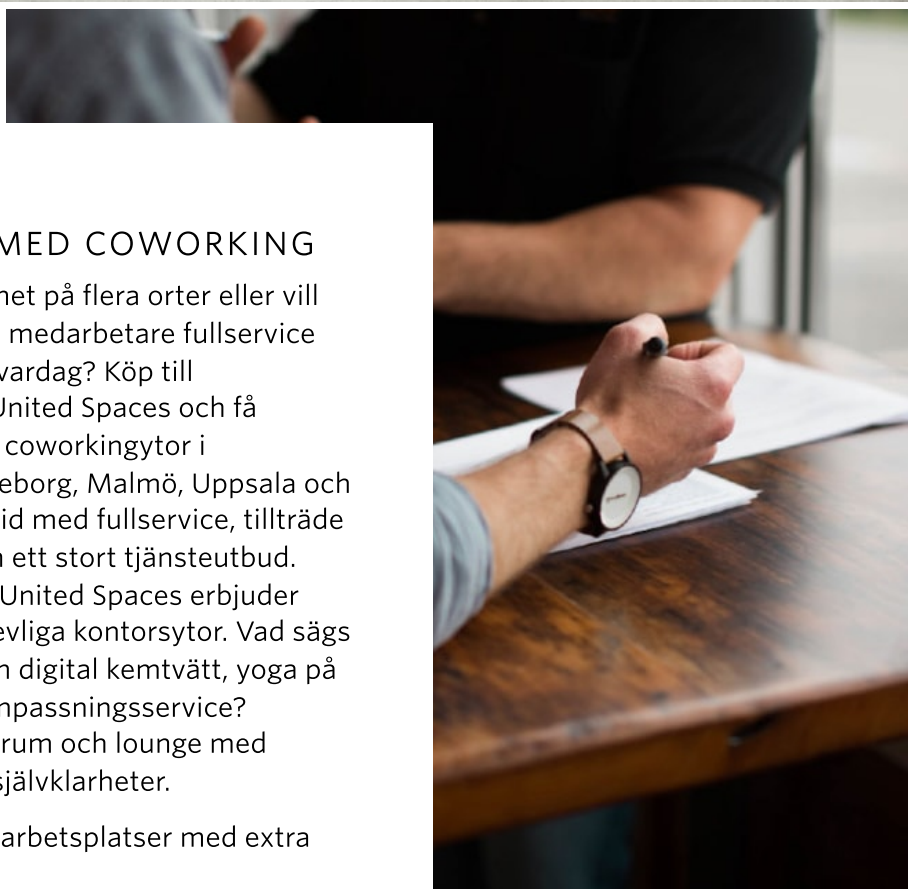 MED COWORKING
het på flera orter eller vill
medarbetare fullservice
vardag? Köp till
United Spaces och få
coworkingytor i
eborg, Malmö, Uppsala och
id med fullservice, tillträde
ett stort tjänsteutbud.
United Spaces erbjuder
evliga kontorsytor. Vad sägs
digital kemtvätt, yoga på
npassningsservice?
rum och lounge med
självklarheter.
arbetsplatser med extra